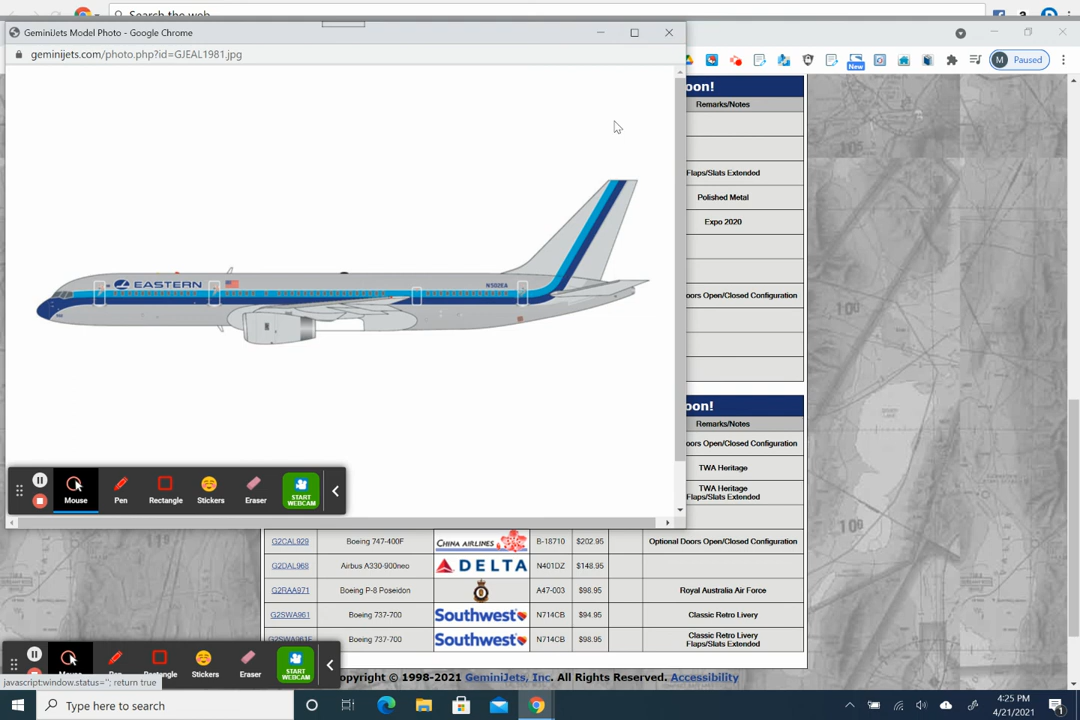 Search the web
GeminiJets Model Photo - Google Chrome
geminijets.com/photo.php?id=GJEAL1981.jpg
New
M Paused
EASTERN
N502EA
oon!
Remarks/Notes
Flaps/Slats Extended
Polished Metal
Expo 2020
oors Open/Closed Configuration
oon!
Remarks/Notes
oors Open/Closed Configuration
TWA Heritage
TWA Heritage
Flaps/Slats Extended
Mouse Pen Rectangle Stickers Eraser START WEBCAM
G2CAL929 Boeing 747-400F CHINA AIRLINES B-18710 $202.95 Optional Doors Open/Closed Configuration
G2DAL968 Airbus A330-900neo DELTA N401DZ $148.95
G2RAA971 Boeing P-8 Poseidon A47-003 $98.95 Royal Australia Air Force
G2SWA961 Boeing 737-700 Southwest N714CB $94.95 Classic Retro Livery
G2SWA961F Boeing 737-700 Southwest N714CB $98.95 Classic Retro Livery
Flaps/Slats Extended
Mouse Pen Rectangle Stickers Eraser START WEBCAM
opyright © 1998-2021 GeminiJets, Inc. All Rights Reserved. Accessibility
javascript:window.status=''; return true
Type here to search
4:25 PM
4/21/2021
1